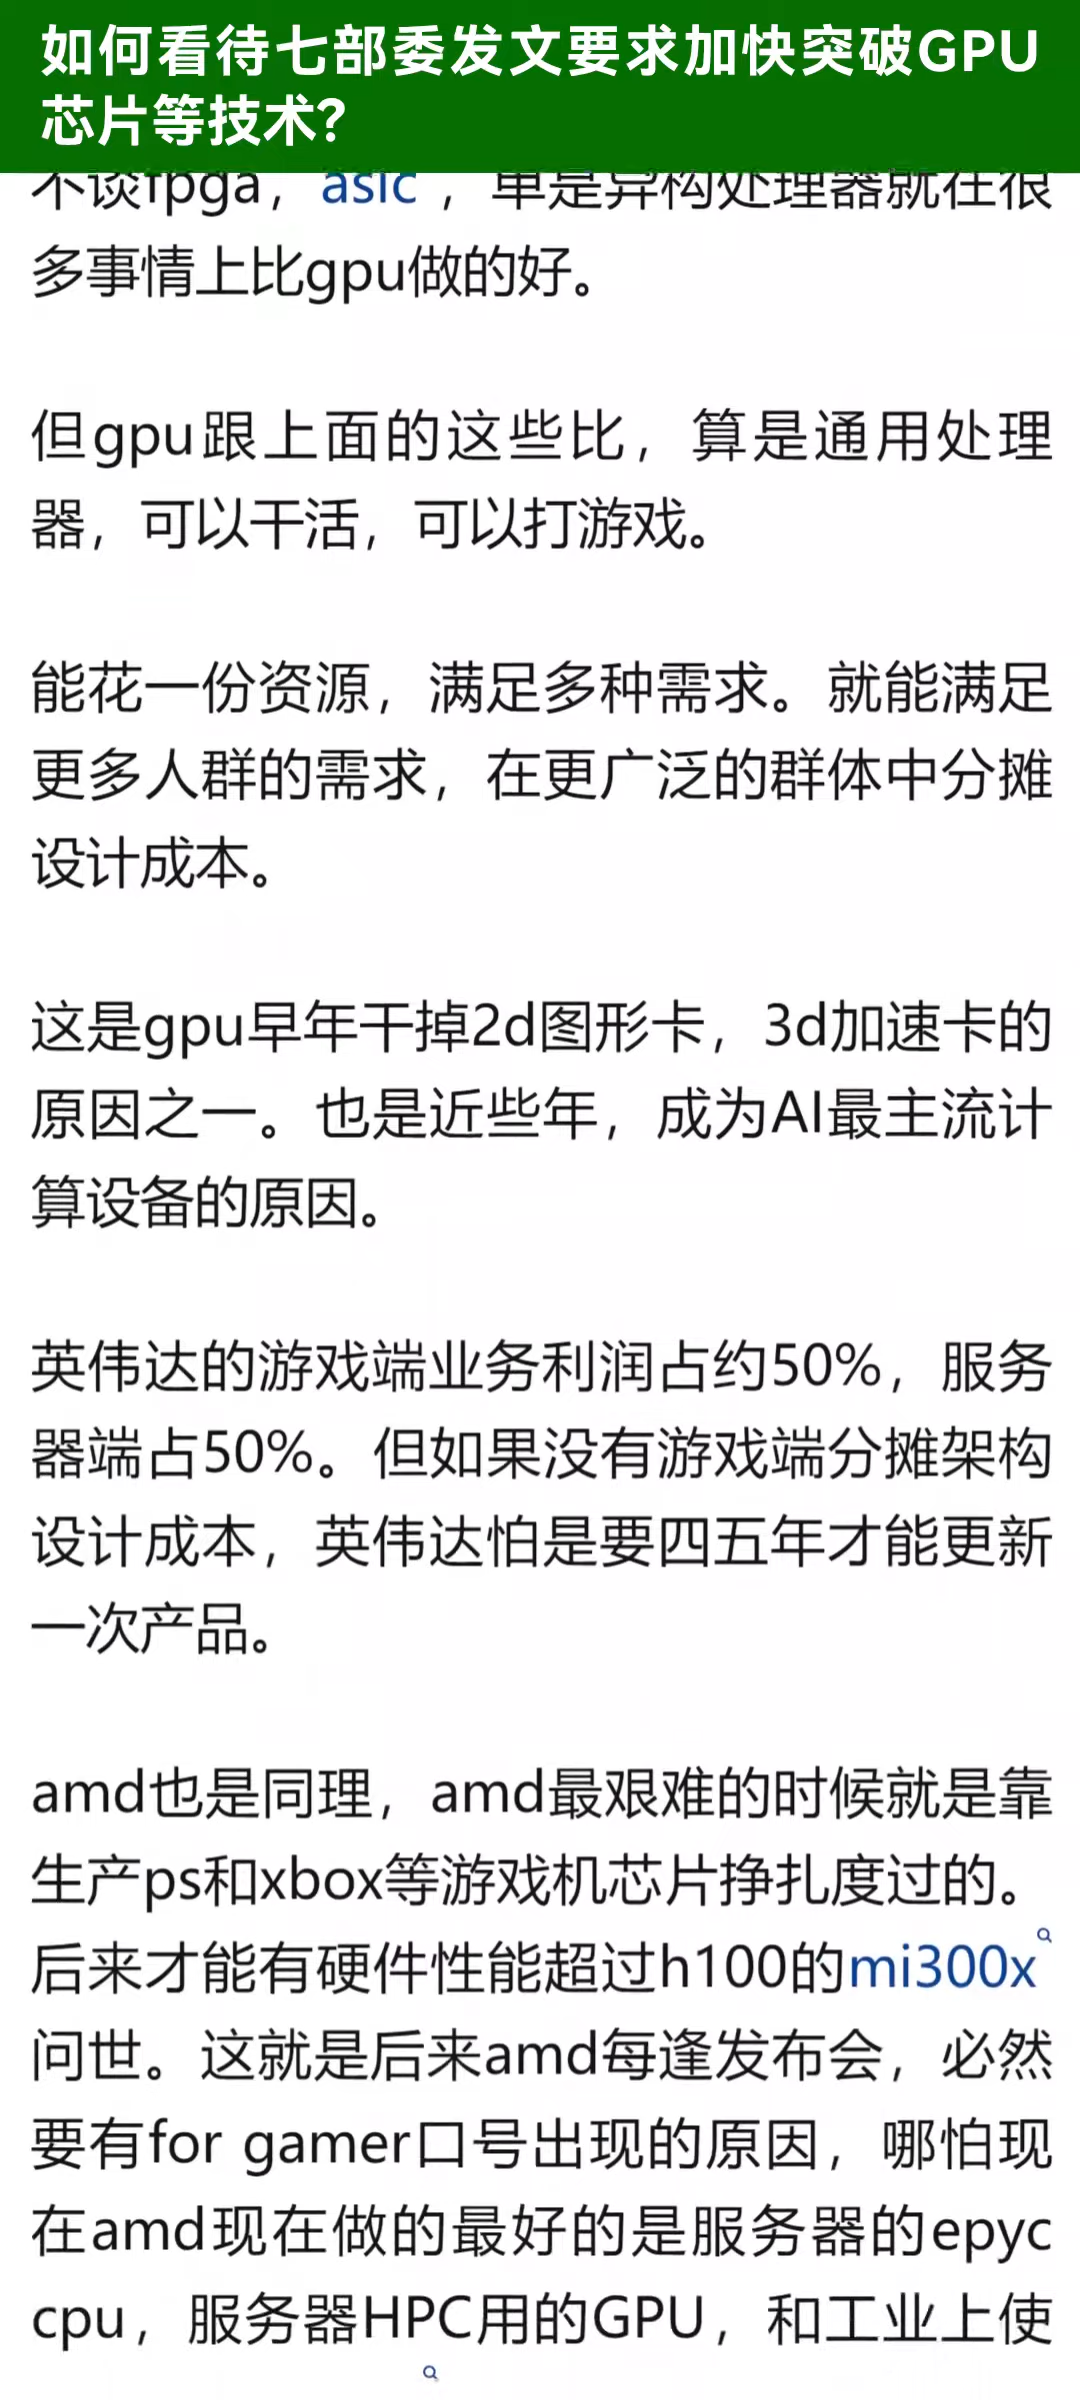 如何看待七部委发文要求加快突破GPU
芯片等技术?
不谈fpga，asic，单是异构处理器就在很
多事情上比gpu做的好。
但gpu跟上面的这些比，算是通用处理
器，可以干活，可以打游戏。
能花一份资源，满足多种需求。就能满足
更多人群的需求，在更广泛的群体中分摊
设计成本。
这是gpu早年干掉2d图形卡，3d加速卡的
原因之一。也是近些年，成为AI最主流计
算设备的原因。
英伟达的游戏端业务利润占约50%，服务
器端占50%。但如果没有游戏端分摊架构
设计成本，英伟达怕是要四五年才能更新
一次产品。
amd也是同理，amd最艰难的时候就是靠
生产ps和xbox等游戏机芯片挣扎度过的。
后来才能有硬件性能超过h100的mi300x
问世。这就是后来amd每逢发布会，必然
要有for gamer口号出现的原因，哪怕现
在amd现在做的最好的是服务器的epyc
cpu，服务器HPC用的GPU，和工业上使